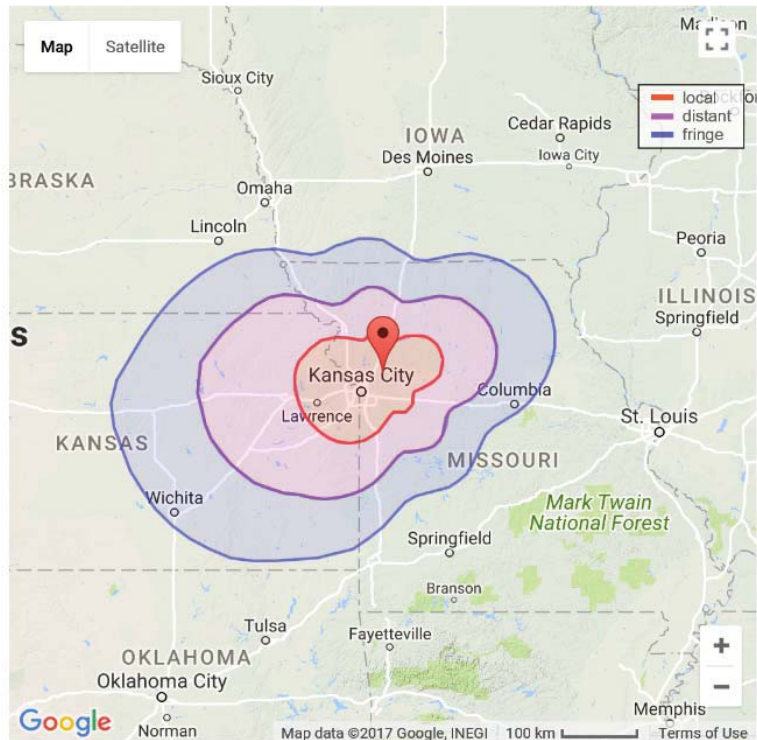 Map Satellite
Madison
Sioux City
local
distant
fringe
Rockfor
IOWA
Cedar Rapids
Des Moines
Iowa City
BRASKA
Omaha
Lincoln
Peoria
ILLINOIS
s
Springfield
Kansas City
Lawrence
Columbia
St. Louis
KANSAS
MISSOURI
Wichita
Mark Twain
National Forest
Springfield
Branson
Tulsa
Fayetteville
OKLAHOMA
Oklahoma City
+
−
Memphis
Norman
Google
Map data ©2017 Google, INEGI 100 km Terms of Use